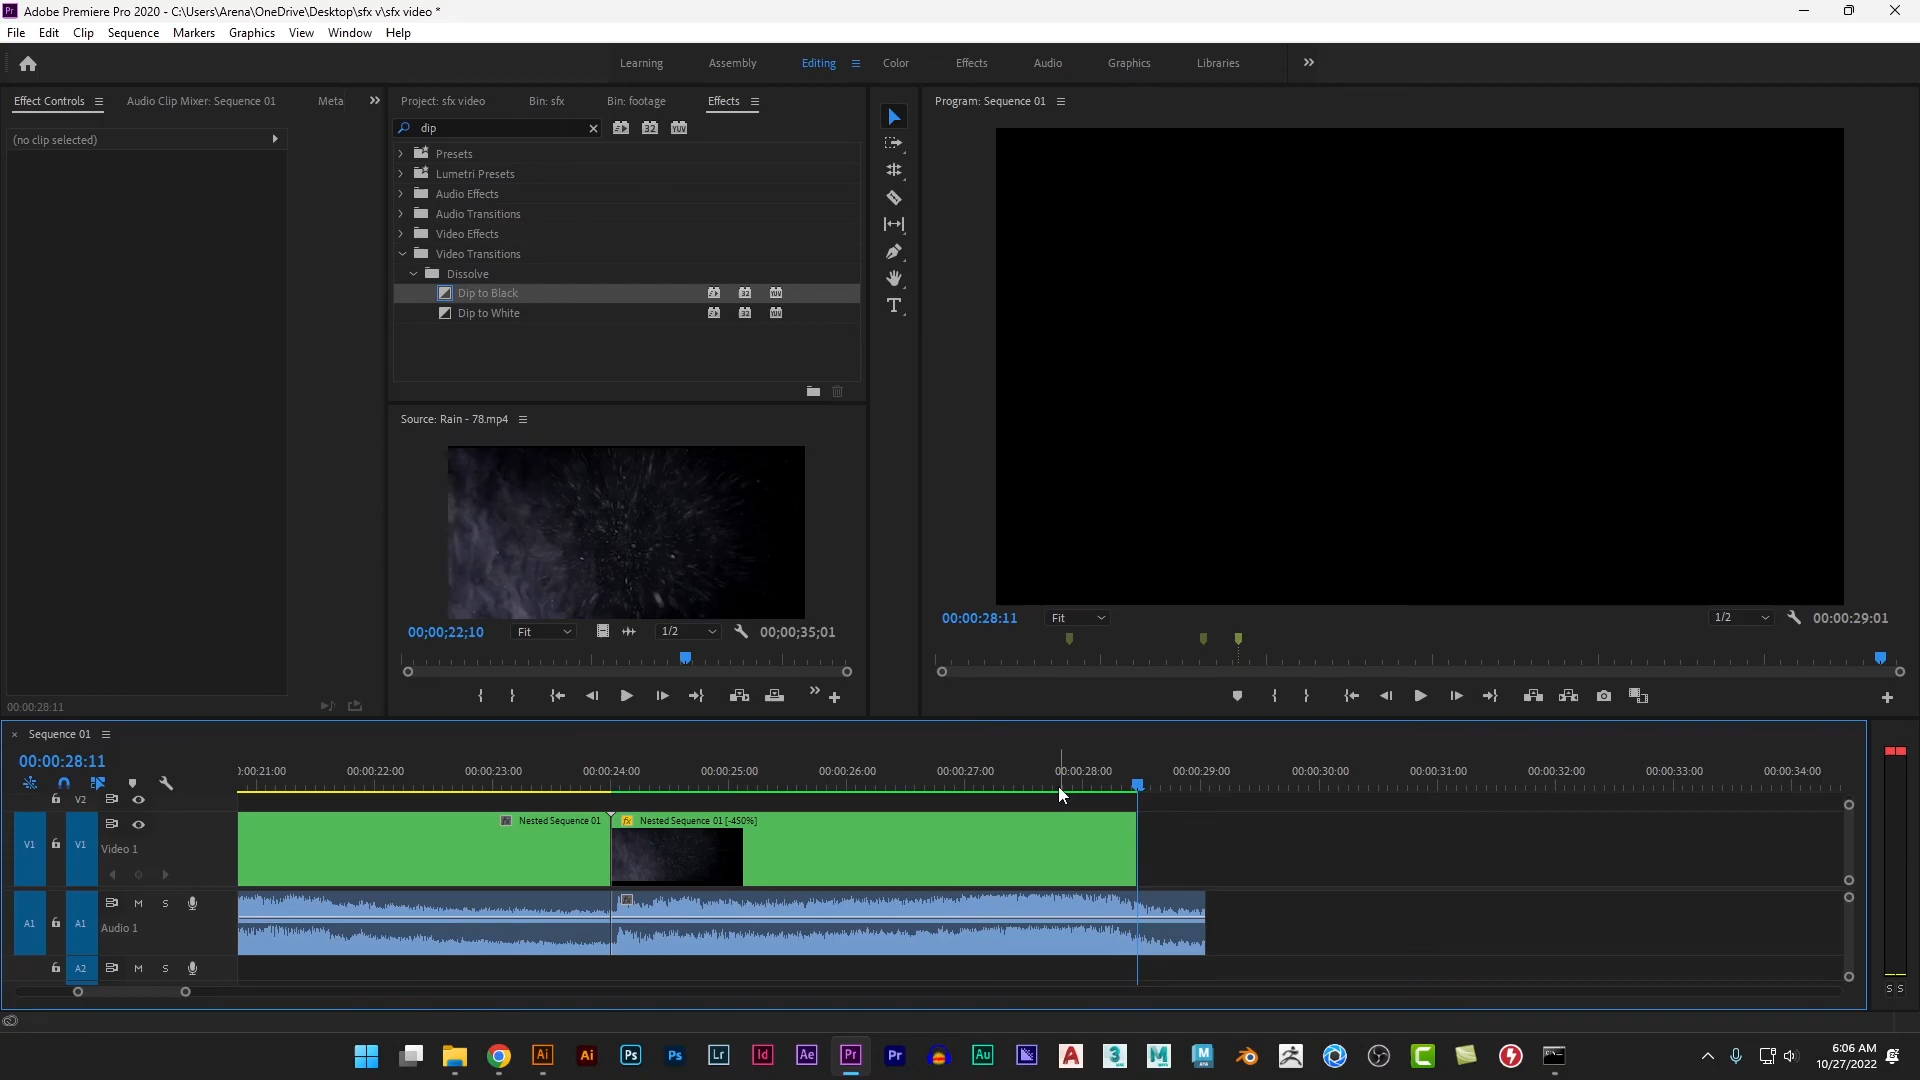 Adobe Premiere Pro 2020 - C:\Users\Arena\OneDrive\Desktop\sfx v\sfx video *
File Edit Clip Sequence Markers Graphics View Window Help
Learning Assembly Editing Color Effects Audio Graphics Libraries
Effect Controls Audio Clip Mixer: Sequence 01 Meta
Project: sfx video Bin: sfx Bin: footage Effects
Program: Sequence 01
dip
(no clip selected)
Presets
Lumetri Presets
Audio Effects
Audio Transitions
Video Effects
Video Transitions
Dissolve
Dip to Black
Dip to White
Source: Rain - 78.mp4
00;00;22;10 Fit 1/2 00;00;35;01
00:00:28:11 Fit 1/2 00:00:29:01
00:00:28:11
Sequence 01
00:00:28:11
0:00:21:00 00:00:22:00 00:00:23:00 00:00:24:00 00:00:25:00 00:00:26:00 00:00:27:00 00:00:28:00 00:00:29:00 00:00:30:00 00:00:31:00 00:00:32:00 00:00:33:00 00:00:34:00
V2
Nested Sequence 01 Nested Sequence 01 [-450%]
V1 V1 Video 1
A1 A1 M S Audio 1
A2 M S
S S
6:06 AM
10/27/2022